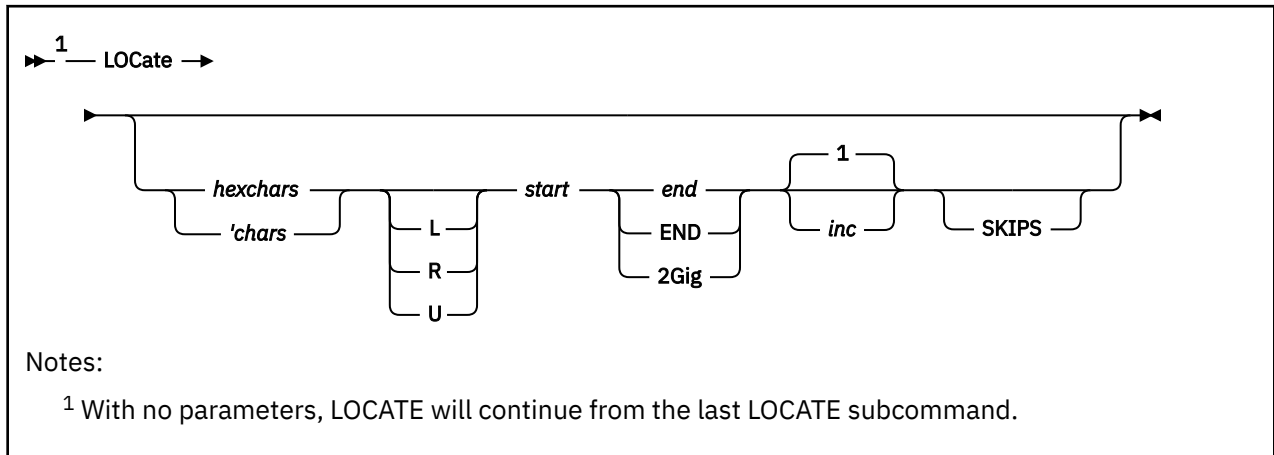 1
LOCate
1
hexchars start end
'chars L END inc SKIPS
R 2Gig
U
Notes:
1 With no parameters, LOCATE will continue from the last LOCATE subcommand.